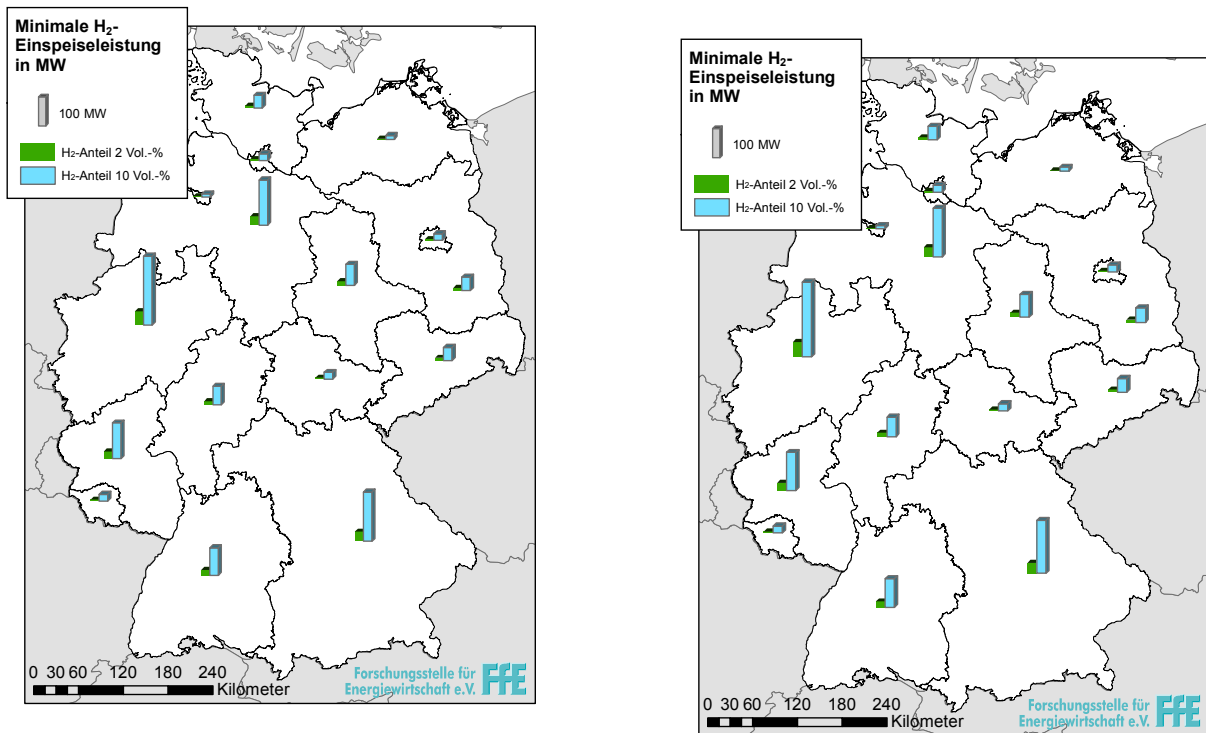 Minimale H₂-
Einspeiseleistung
in MW
100 MW
H₂-Anteil 2 Vol.-%
H₂-Anteil 10 Vol.-%
0 30 60 120 180 240
Kilometer
Forschungsstelle für
Energiewirtschaft e.V. FfE
Minimale H₂-
Einspeiseleistung
in MW
100 MW
H₂-Anteil 2 Vol.-%
H₂-Anteil 10 Vol.-%
0 30 60 120 180 240
Kilometer
Forschungsstelle für
Energiewirtschaft e.V. FfE